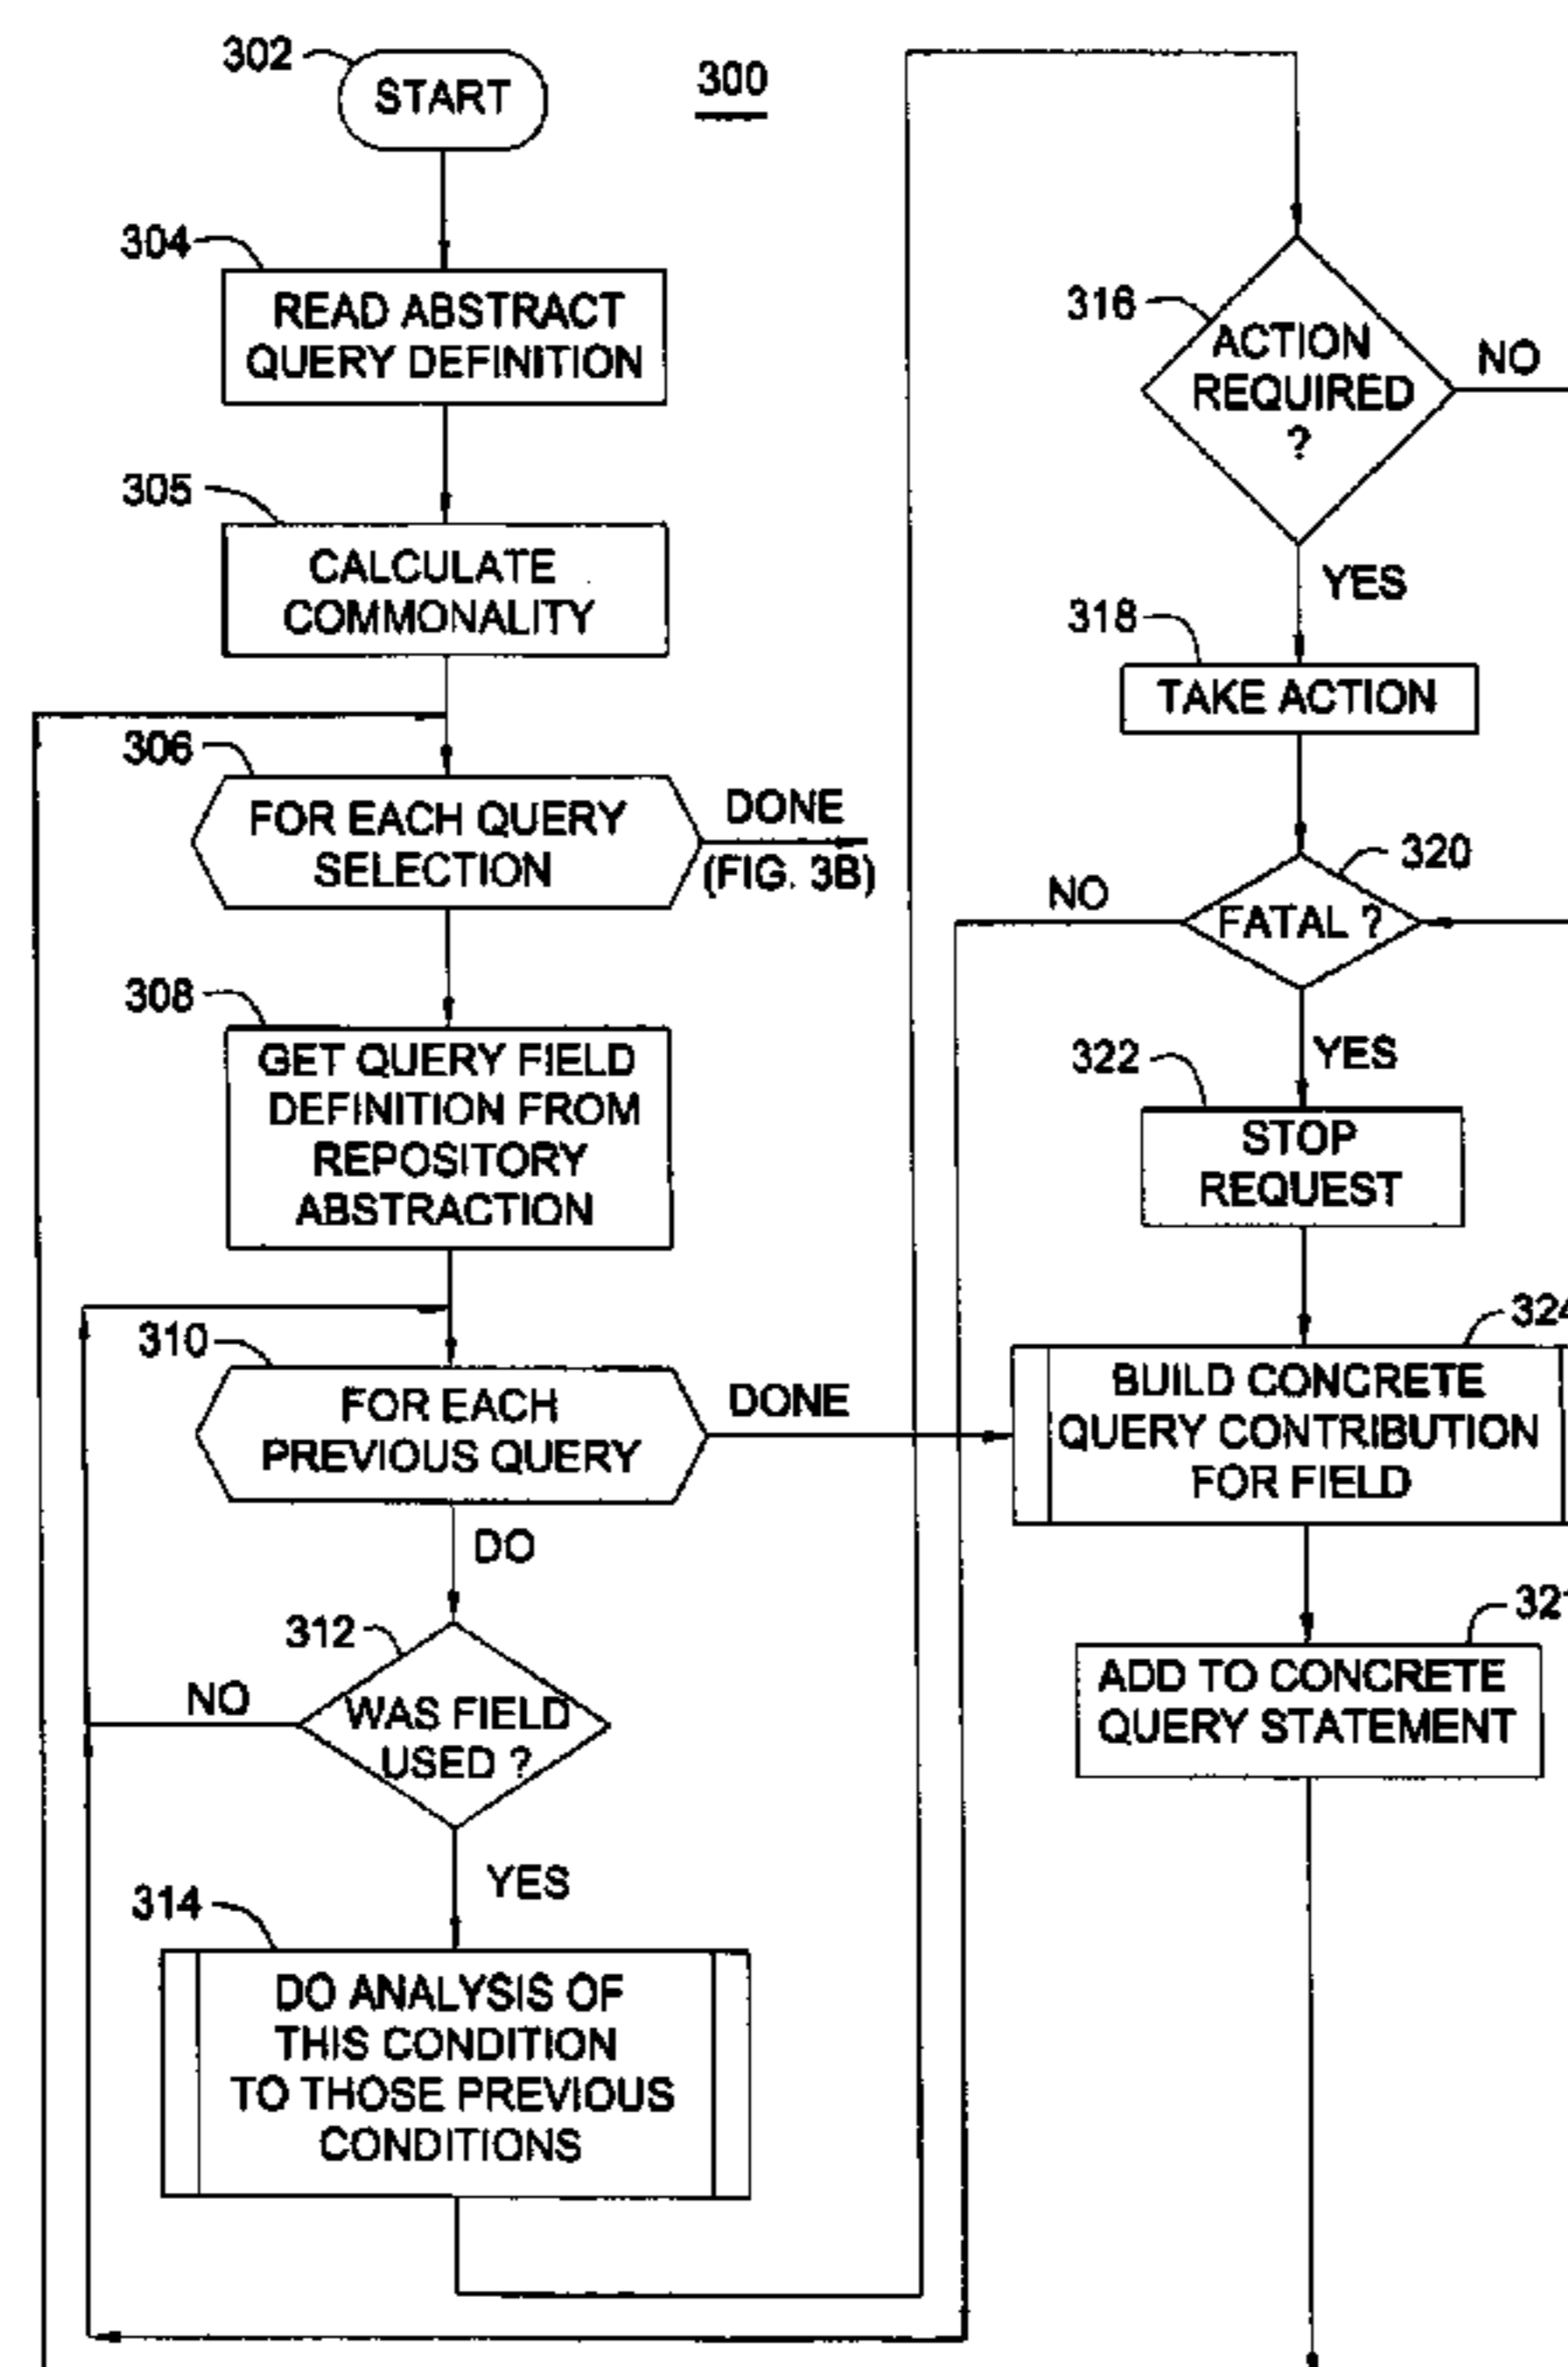 302
START
300
304
READ ABSTRACT
QUERY DEFINITION
305
CALCULATE
COMMONALITY
306
FOR EACH QUERY
SELECTION
DONE
(FIG. 3B)
308
GET QUERY FIELD
DEFINITION FROM
REPOSITORY
ABSTRACTION
310
FOR EACH
PREVIOUS QUERY
DONE
DO
312
WAS FIELD
USED ?
NO
YES
314
DO ANALYSIS OF
THIS CONDITION
TO THOSE PREVIOUS
CONDITIONS
316
ACTION
REQUIRED
?
NO
YES
318
TAKE ACTION
320
FATAL ?
NO
YES
322
STOP
REQUEST
324
BUILD CONCRETE
QUERY CONTRIBUTION
FOR FIELD
ADD TO CONCRETE
QUERY STATEMENT